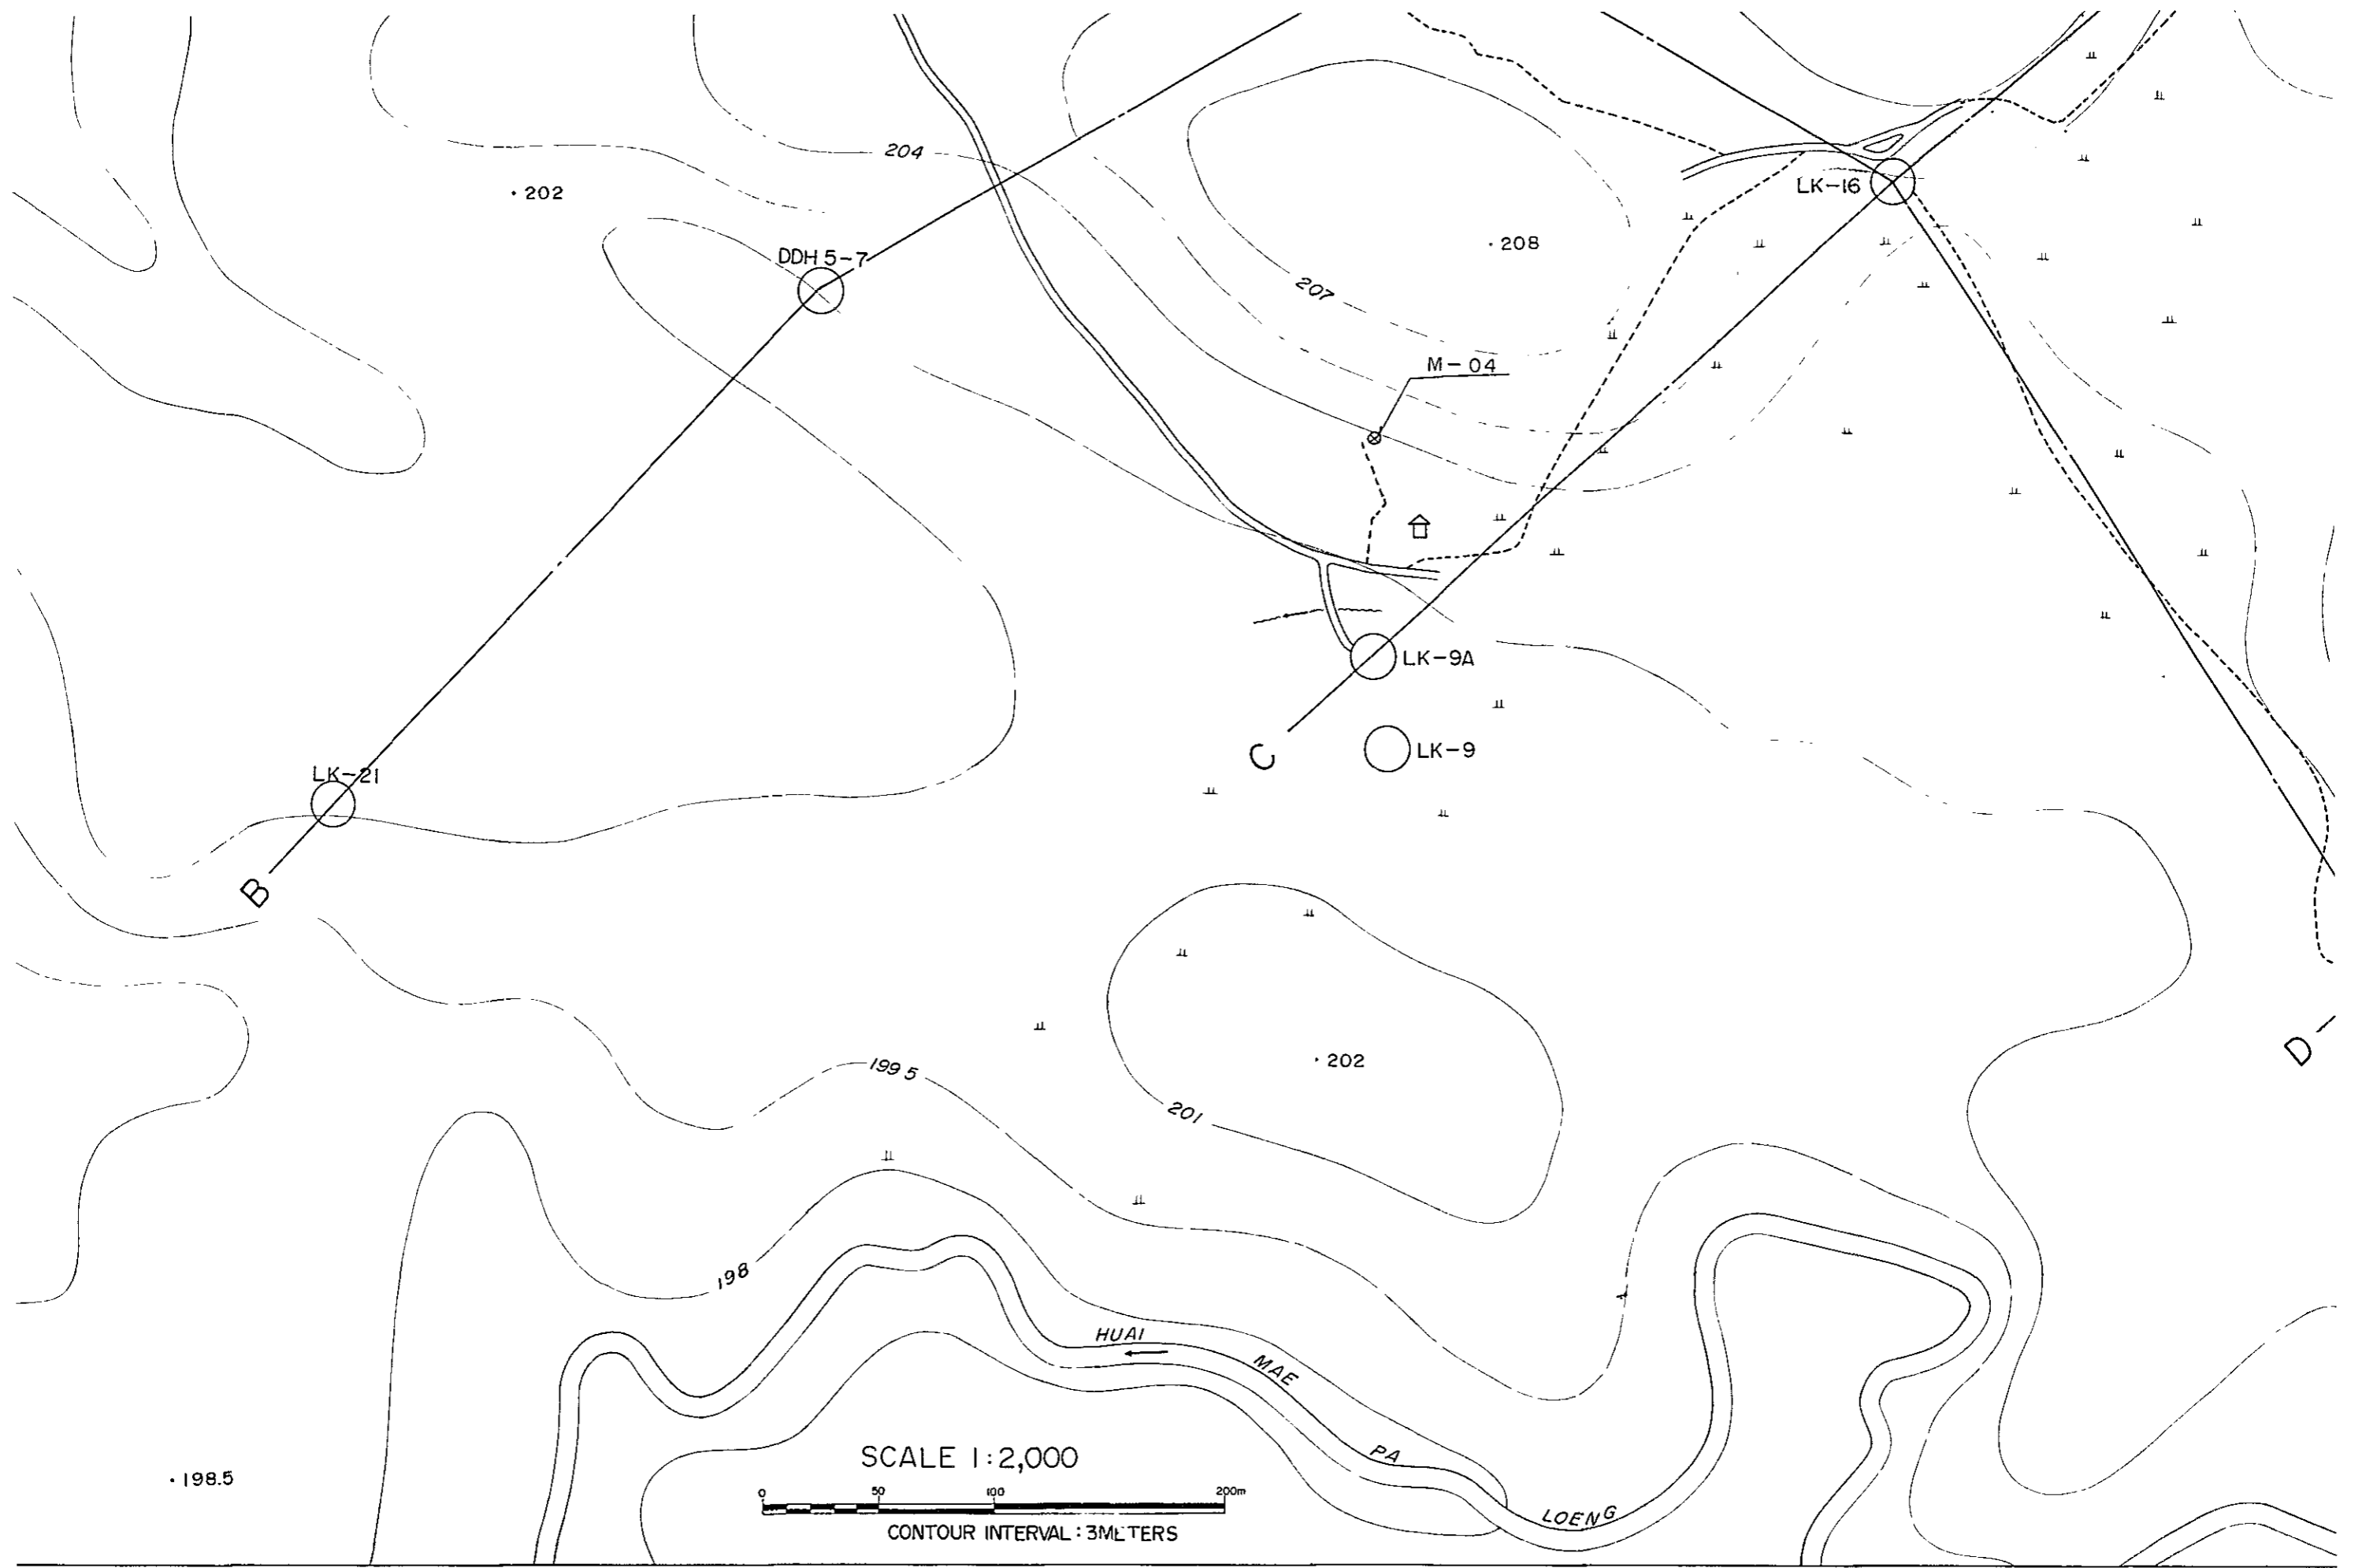 204
202
LK-16
208
DDH 5-7
207
M-04
LK-9A
C
LK-9
LK-21
B
D
202
199 5
201
198
HUAI
MAE
PA
LOENG
198.5
SCALE 1:2,000
0 50 100 200m
CONTOUR INTERVAL: 3METERS